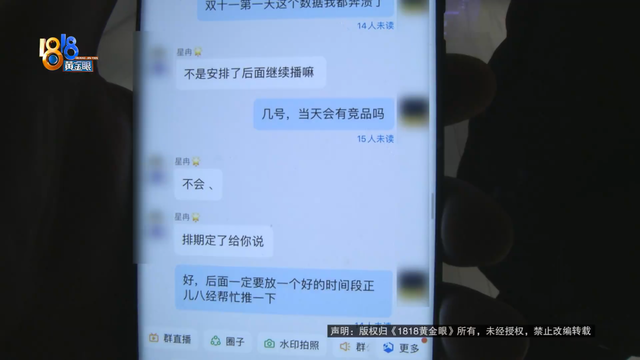 双十一第一天这个数据我都奔溃了
14人未读
1818
黄金眼
星冉
不是安排了后面继续播嘛
几号，当天会有竞品吗
15人未读
星冉
不会 、
星冉
排期定了给你说
好，后面一定要放一个好的时间段正
儿八经帮忙推一下
声明：版权归《1818黄金眼》所有，未经授权，禁止改编转载
群直播
圈子
水印拍照
群
更多